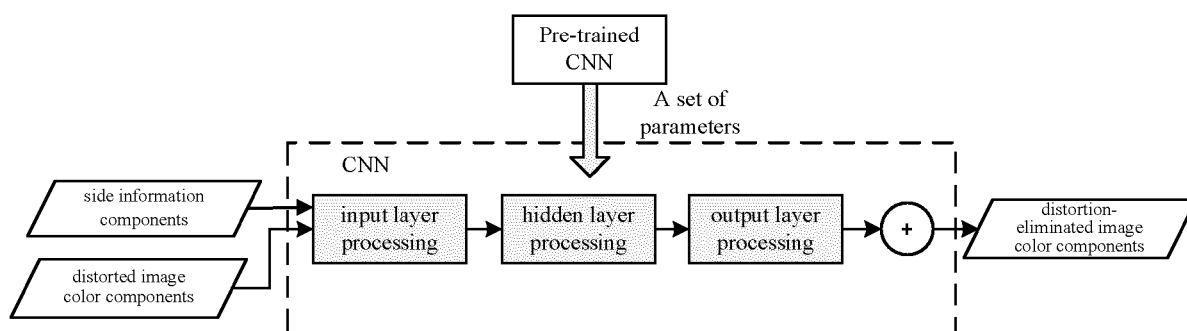 Pre-trained
CNN
A set of
parameters
CNN
side information
components
distorted image
color components
input layer
processing
hidden layer
processing
output layer
processing
+
distortion-
eliminated image
color components